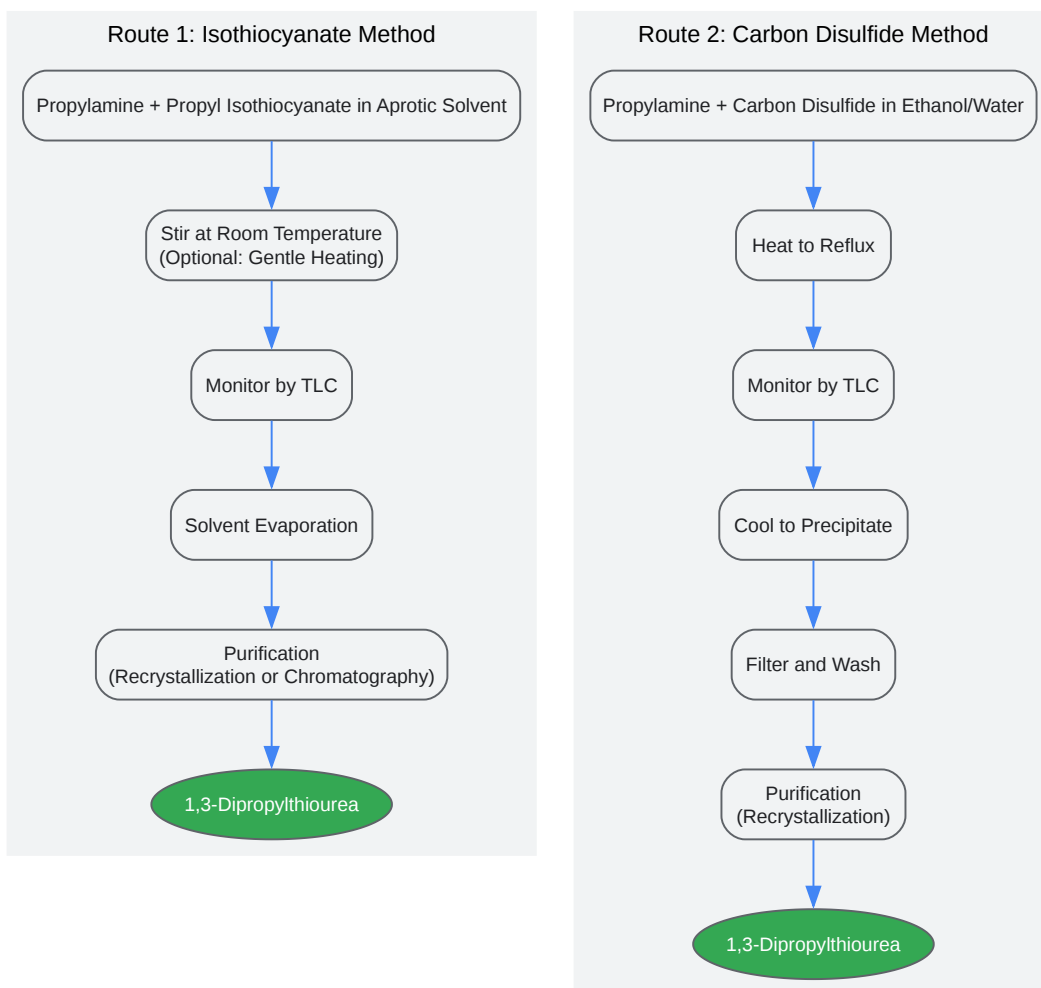 Route 1: Isothiocyanate Method
Propylamine + Propyl Isothiocyanate in Aprotic Solvent
Stir at Room Temperature
(Optional: Gentle Heating)
Monitor by TLC
Solvent Evaporation
Purification
(Recrystallization or Chromatography)
1,3-Dipropylthiourea
Route 2: Carbon Disulfide Method
Propylamine + Carbon Disulfide in Ethanol/Water
Heat to Reflux
Monitor by TLC
Cool to Precipitate
Filter and Wash
Purification
(Recrystallization)
1,3-Dipropylthiourea